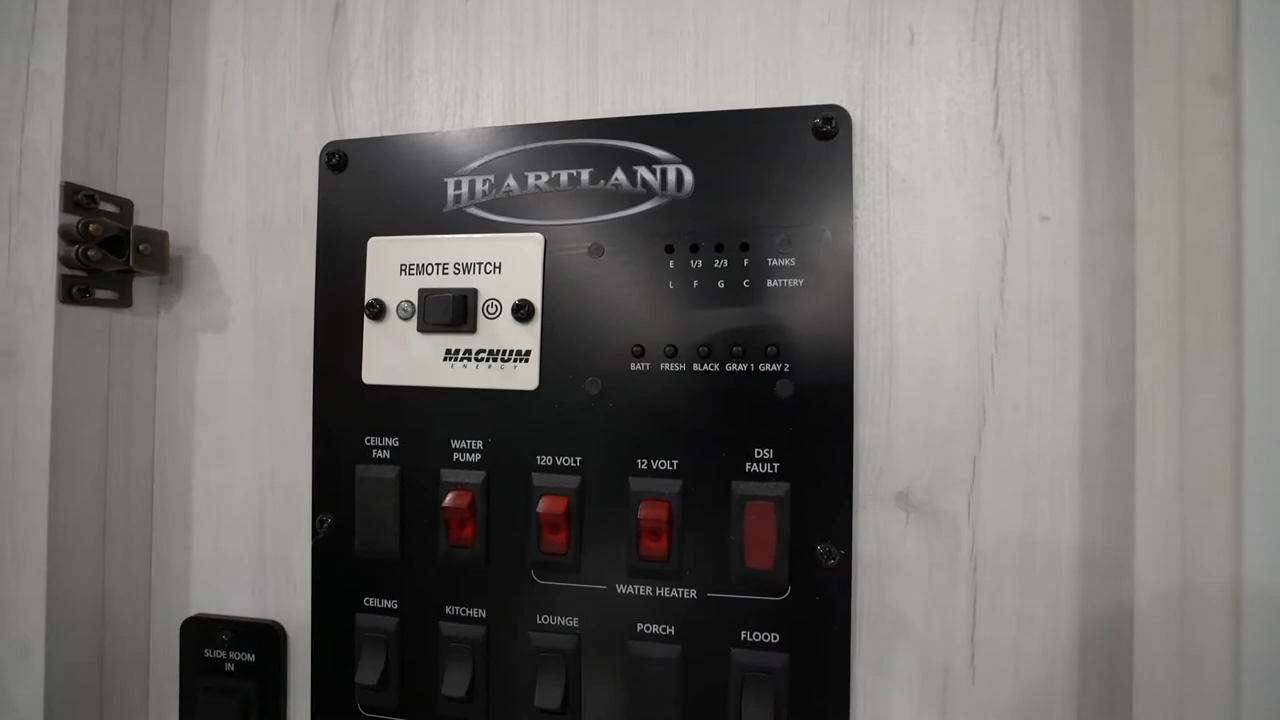 HEARTLAND
REMOTE SWITCH
MAGNUM
ENERGY
E 1/3 2/3 F TANKS
L F G C BATTERY
BATT FRESH BLACK GRAY 1 GRAY 2
CEILING
FAN
WATER
PUMP
120 VOLT
12 VOLT
DSI
FAULT
WATER HEATER
CEILING
KITCHEN
LOUNGE
PORCH
FLOOD
SLIDE ROOM
IN